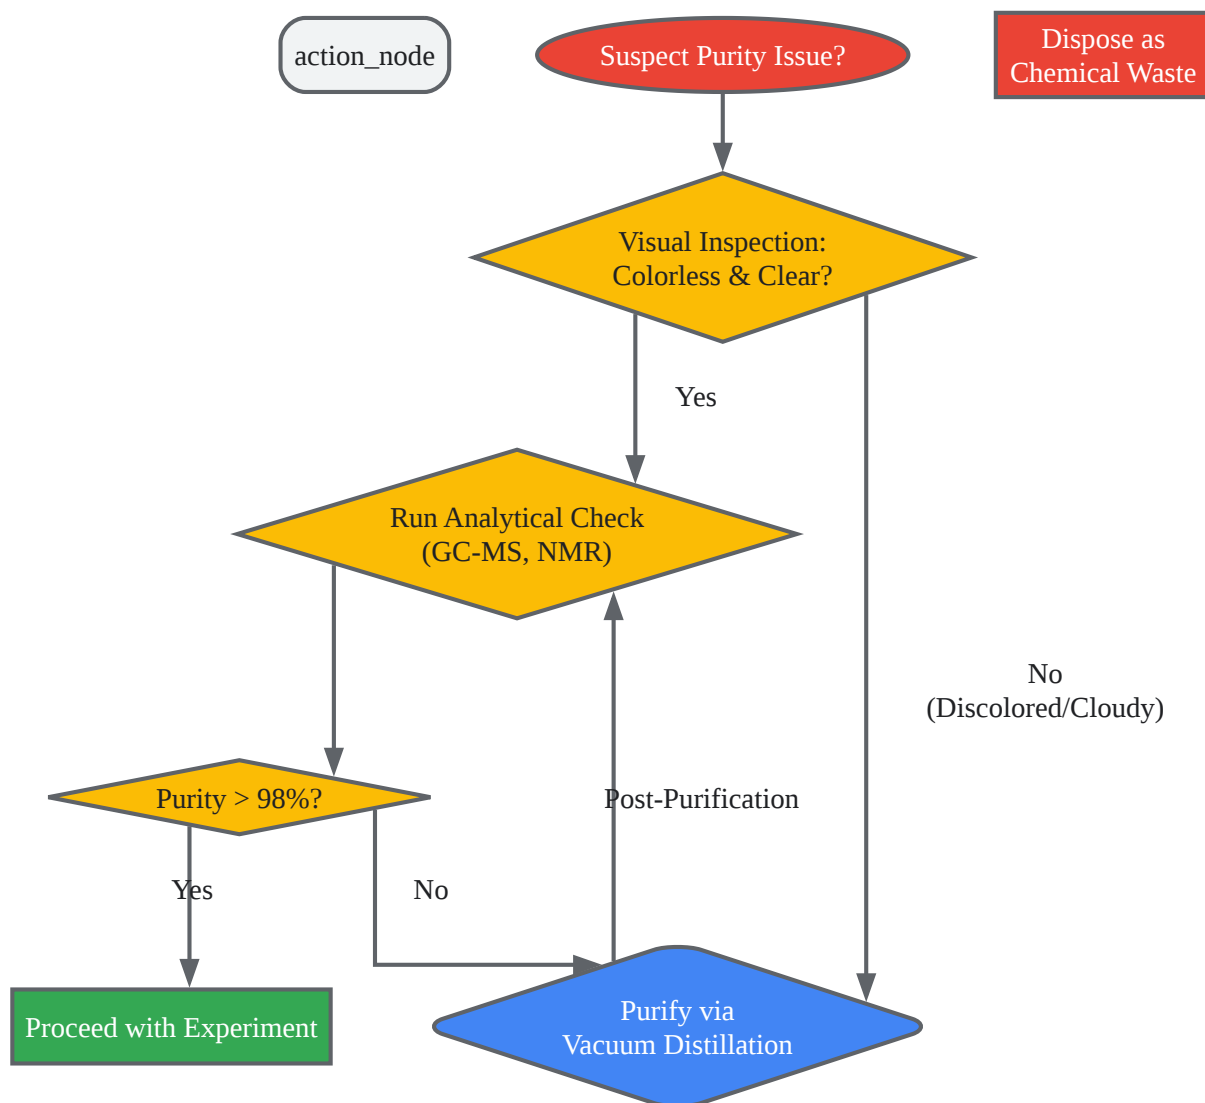 action_node
Suspect Purity Issue?
Dispose as
Chemical Waste
Visual Inspection:
Colorless & Clear?
Yes
Run Analytical Check
(GC-MS, NMR)
No
(Discolored/Cloudy)
Purity > 98%?
Post-Purification
Yes
No
Proceed with Experiment
Purify via
Vacuum Distillation